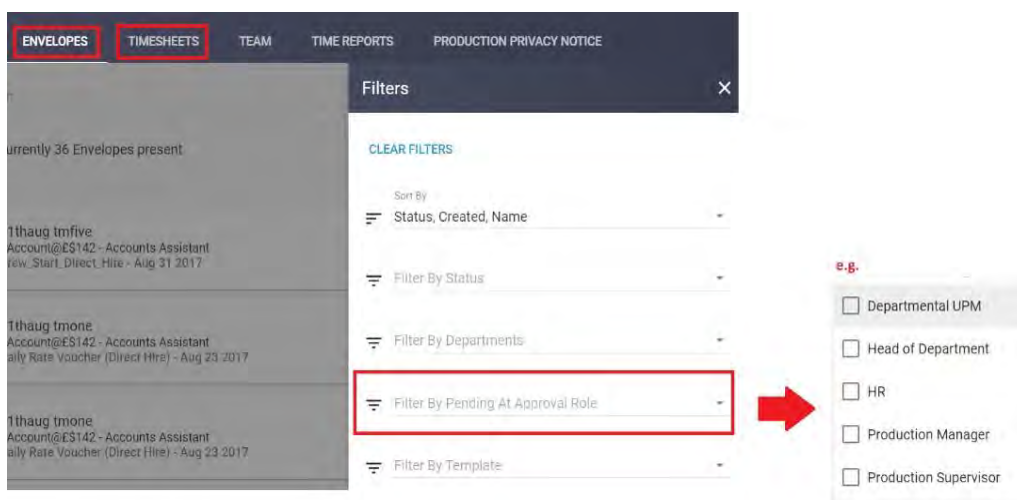 ENVELOPES TIMESHEETS TEAM TIME REPORTS PRODUCTION PRIVACY NOTICE
Filters
urrently 36 Envelopes present
CLEAR FILTERS
Sort By
Status, Created, Name
1thaug tmfive
Account@£$142 - Accounts Assistant
rew_Start_Direct_Hire - Aug 31 2017
Filter By Status
1thaug tmone
Account@£$142 - Accounts Assistant
aily Rate Voucher (Direct Hire) - Aug 23 2017
Filter By Departments
Filter By Pending At Approval Role
1thaug tmone
Account@£$142 - Accounts Assistant
aily Rate Voucher (Direct Hire) - Aug 23 2017
Filter By Template
e.g.
Departmental UPM
Head of Department
HR
Production Manager
Production Supervisor